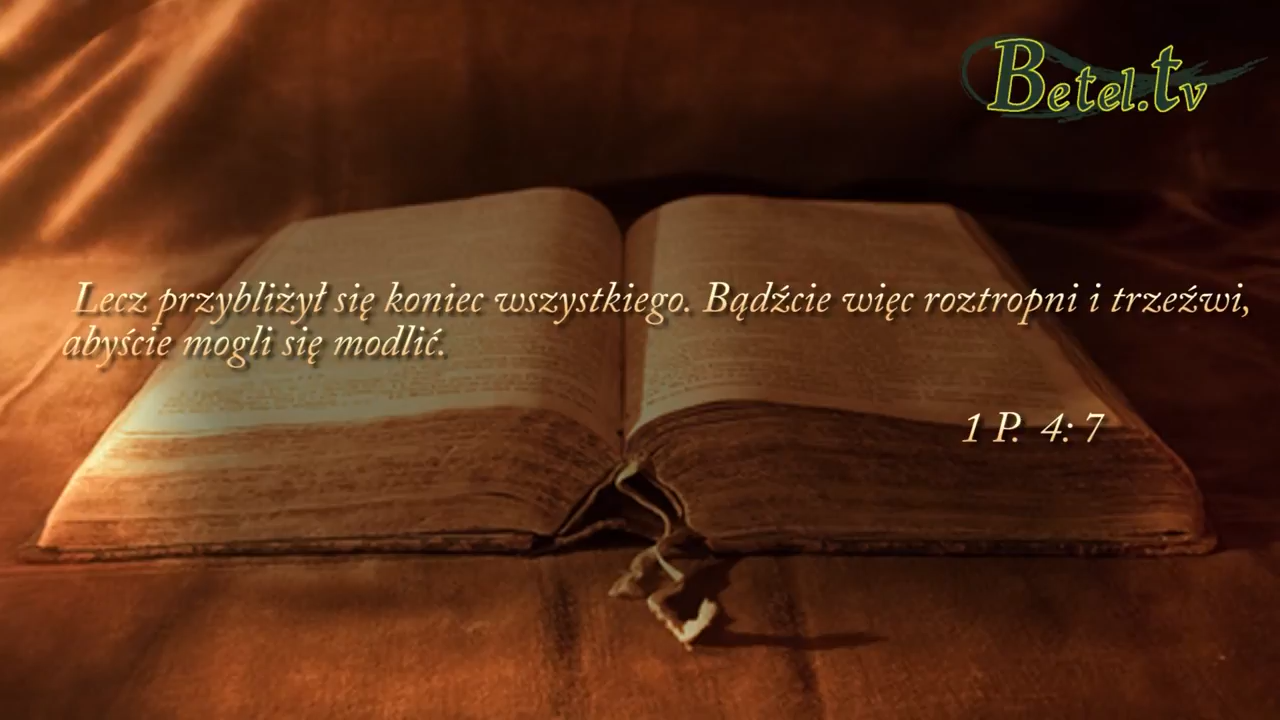 Betel.tv
Lecz przybliżył się koniec wszystkiego. Bądźcie więc roztropni i trzeźwi,
abyście mogli się modlić.
1 P. 4: 7